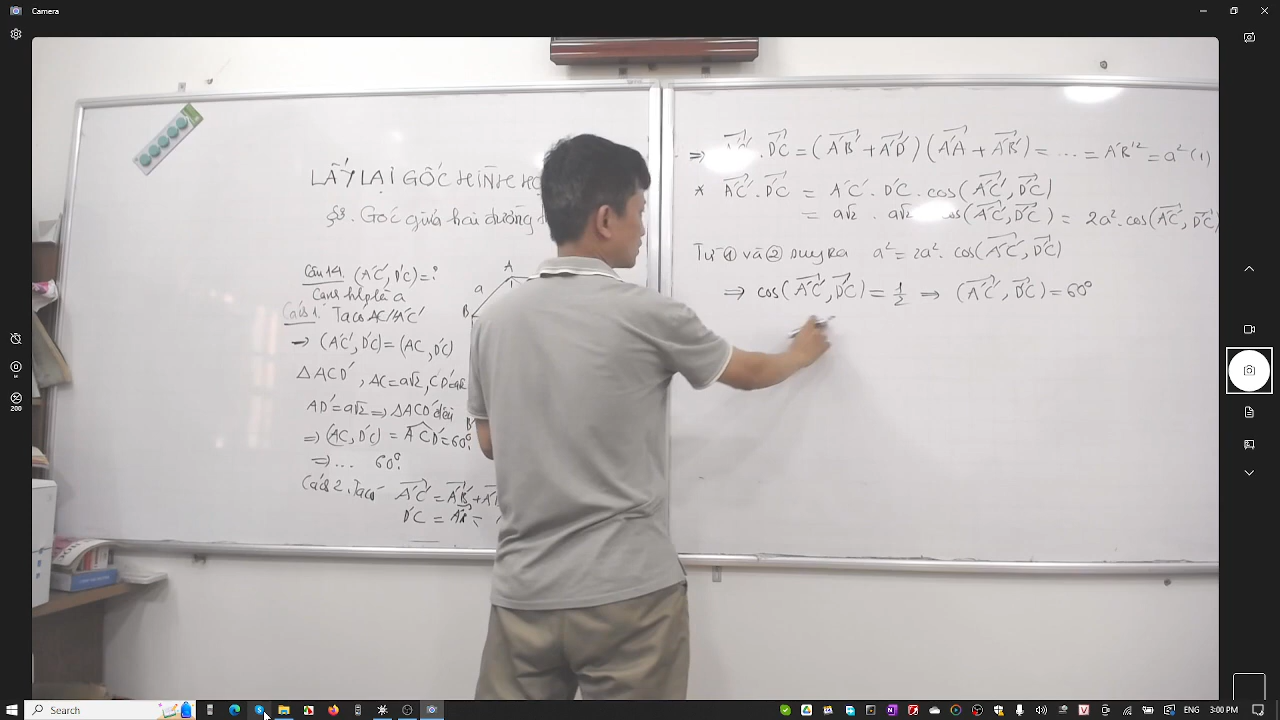 Camera
LẤY LẠI GỐC HÌNH HỌ
§3. Góc giữa hai đường
Câu 14. (A'C', D'C) = ?
Cạnh hlp là a
A
a
B
Cách 1. Ta có AC // A'C'
→ (A'C', D'C) = (AC, D'C)
△ACD', AC = a√2, CD' = a√2
AD' = a√2 ⇒ △ACD' đều
⇒ (AC, D'C) = ACD' = 60°
⇒ ... 60°.
Cách 2. Ta có A'C' = A'B' +
D'C =
⇒ . D'C = (A'B' + A'D')(A'A + A'B') = ... = A'B'² = a² (1)
* A'C' . D'C = A'C' . D'C . cos(A'C', D'C)
= a√2 . a√2 cos(A'C', D'C) = 2a² . cos(A'C', D'C)
Từ ① và ② suy ra a² = 2a² . cos(A'C', D'C)
⇒ cos(A'C', D'C) = 1/2 ⇒ (A'C', D'C) = 60°
200
Search
3:00 PM